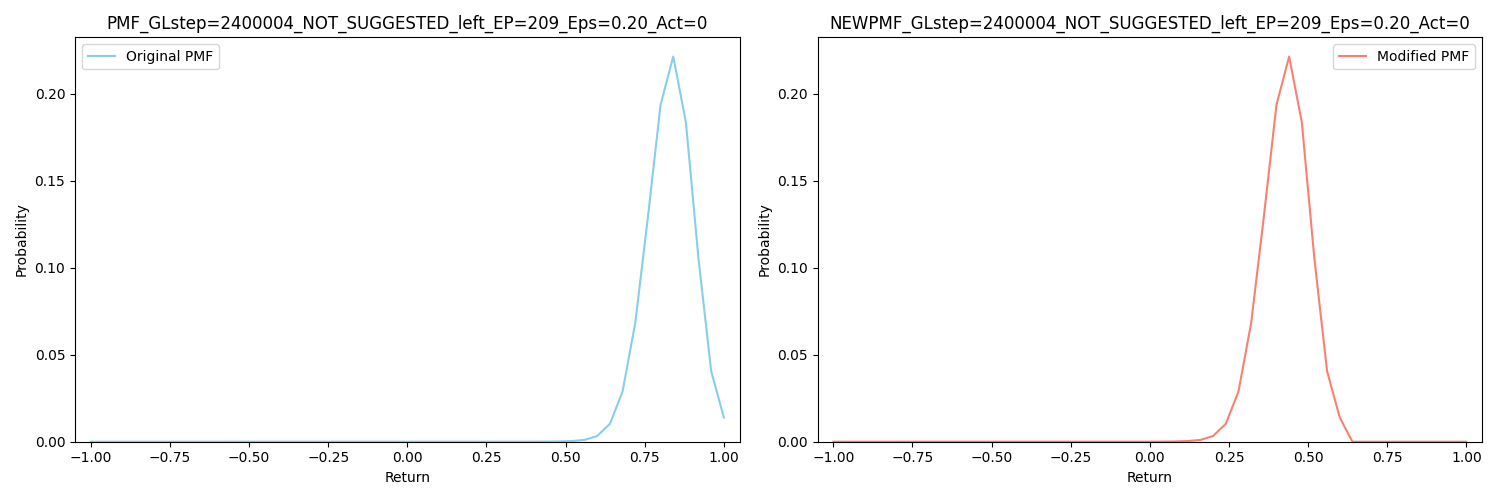 PMF_GLstep=2400004_NOT_SUGGESTED_left_EP=209_Eps=0.20_Act=0
Original PMF
Probability
0.20
0.15
0.10
0.05
0.00
−1.00 −0.75 −0.50 −0.25 0.00 0.25 0.50 0.75 1.00
Return
NEWPMF_GLstep=2400004_NOT_SUGGESTED_left_EP=209_Eps=0.20_Act=0
Modified PMF
Probability
0.20
0.15
0.10
0.05
0.00
−1.00 −0.75 −0.50 −0.25 0.00 0.25 0.50 0.75 1.00
Return